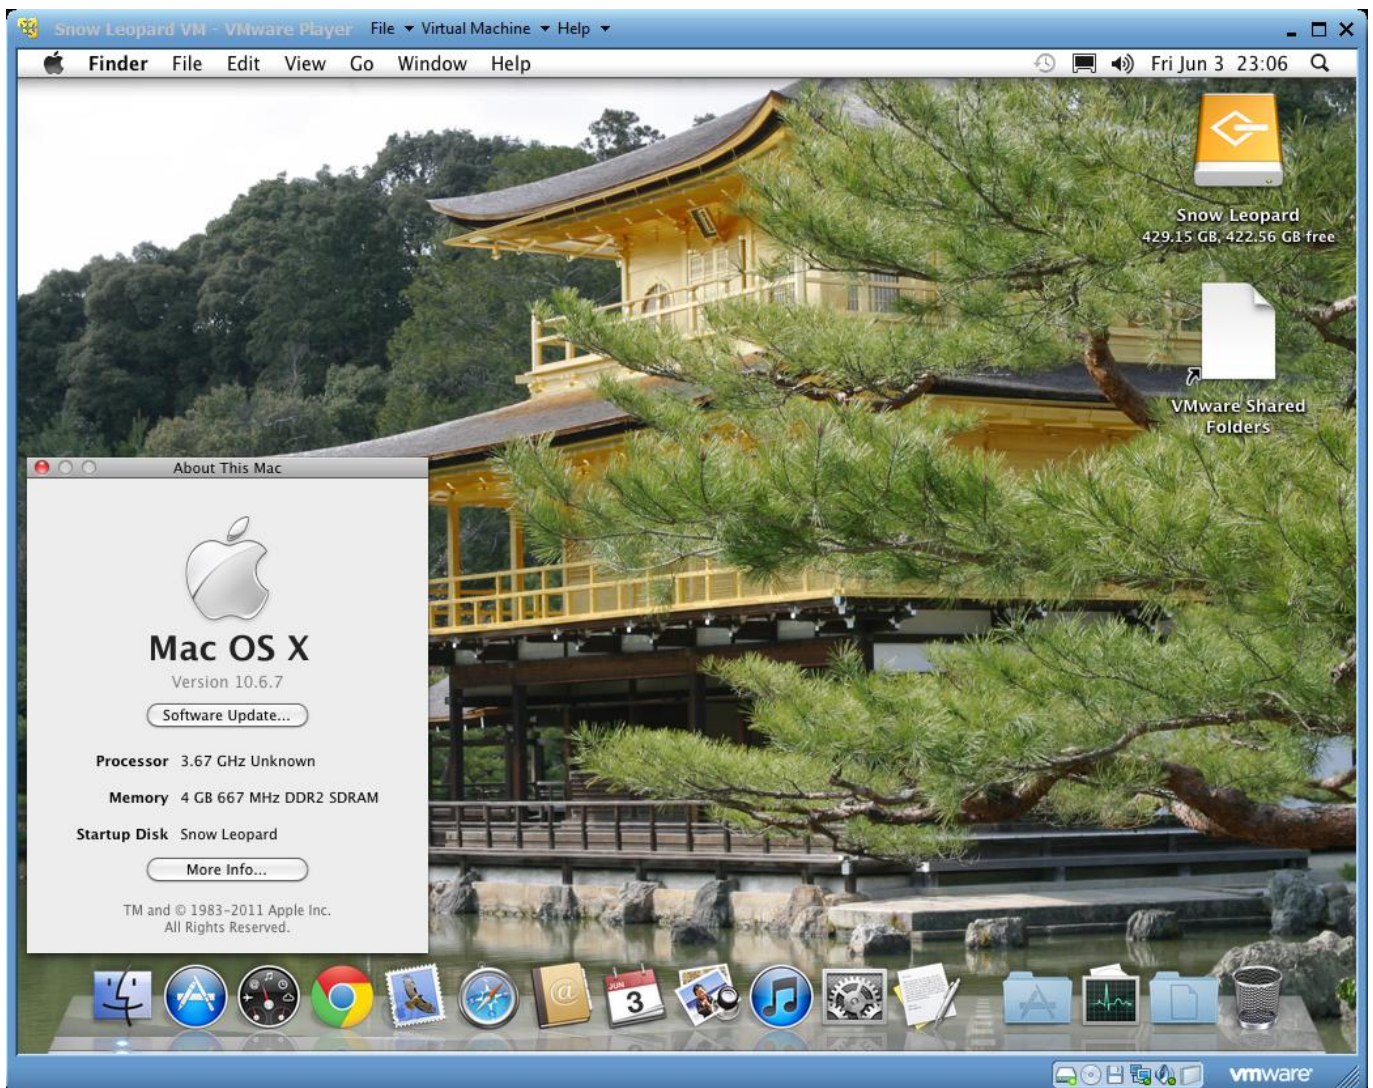 Snow Leopard VM - VMware Player File Virtual Machine Help
Finder File Edit View Go Window Help Fri Jun 3 23:06
Snow Leopard
429.15 GB, 422.56 GB free
VMware Shared
Folders
About This Mac
Mac OS X
Version 10.6.7
Software Update...
Processor 3.67 GHz Unknown
Memory 4 GB 667 MHz DDR2 SDRAM
Startup Disk Snow Leopard
More Info...
TM and © 1983-2011 Apple Inc.
All Rights Reserved.
@
JUN
3
vmware